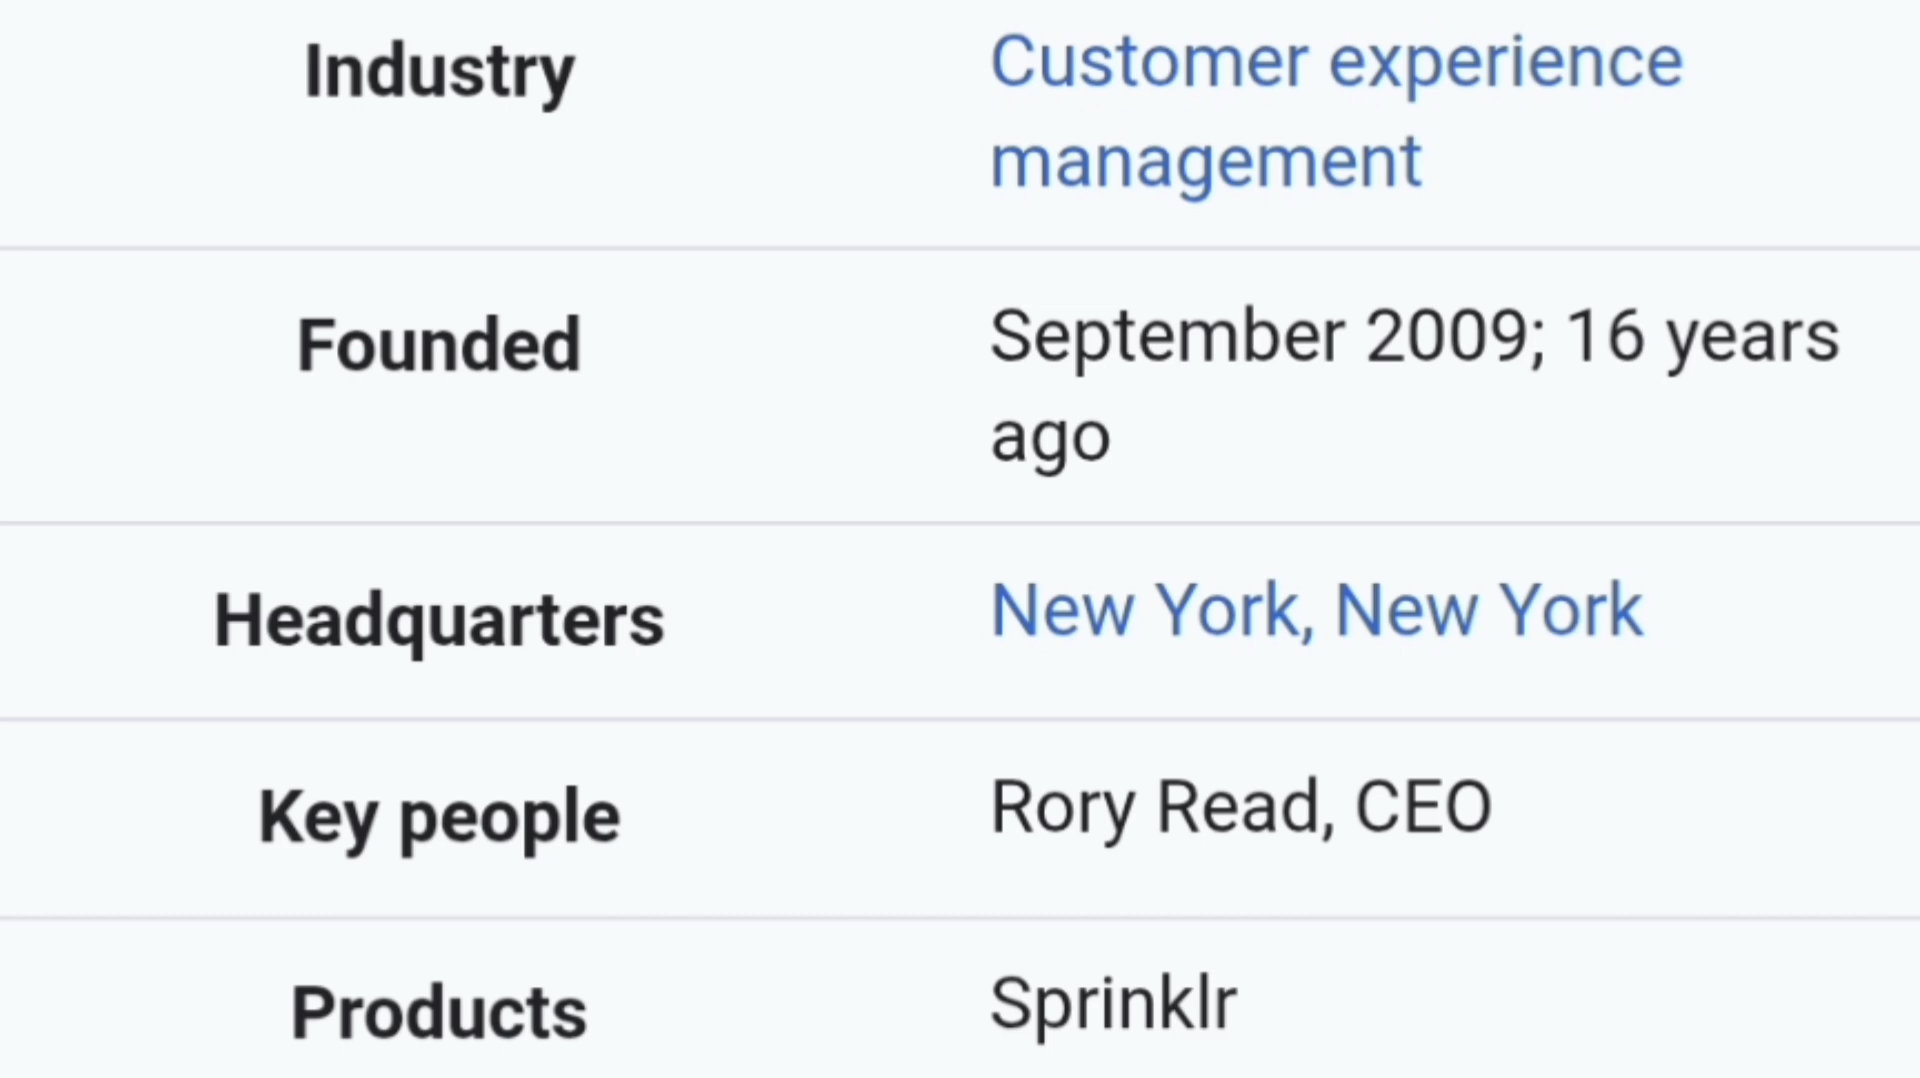 Industry
Customer experience
management
Founded
September 2009; 16 years
ago
Headquarters
New York, New York
Key people
Rory Read, CEO
Products
Sprinklr